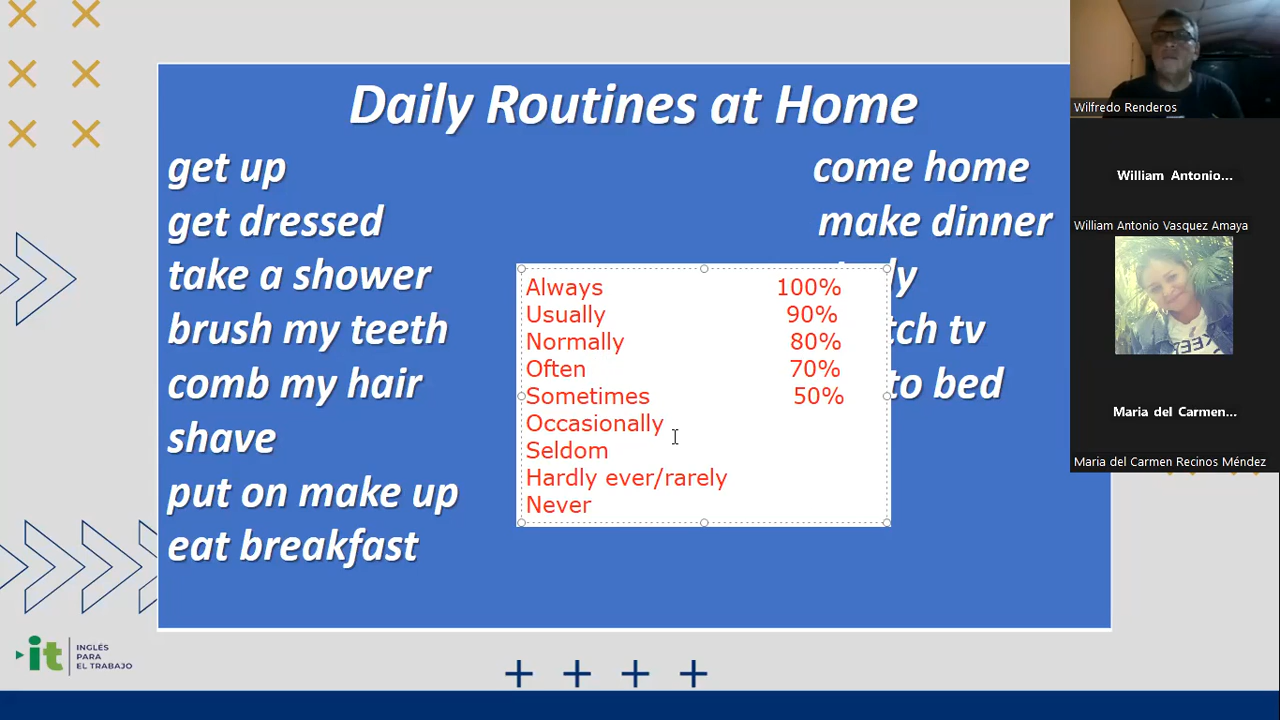 Daily Routines at Home
get up
get dressed
take a shower
brush my teeth
comb my hair
shave
put on make up
eat breakfast
come home
make dinner
tv
to bed
Always 100%
Usually 90%
Normally 80%
Often 70%
Sometimes 50%
Occasionally
Seldom
Hardly ever/rarely
Never
Wilfredo Renderos
William Antonio...
William Antonio Vasquez Amaya
Maria del Carmen...
Maria del Carmen Recinos Méndez
it
INGLÉS
PARA
EL TRABAJO